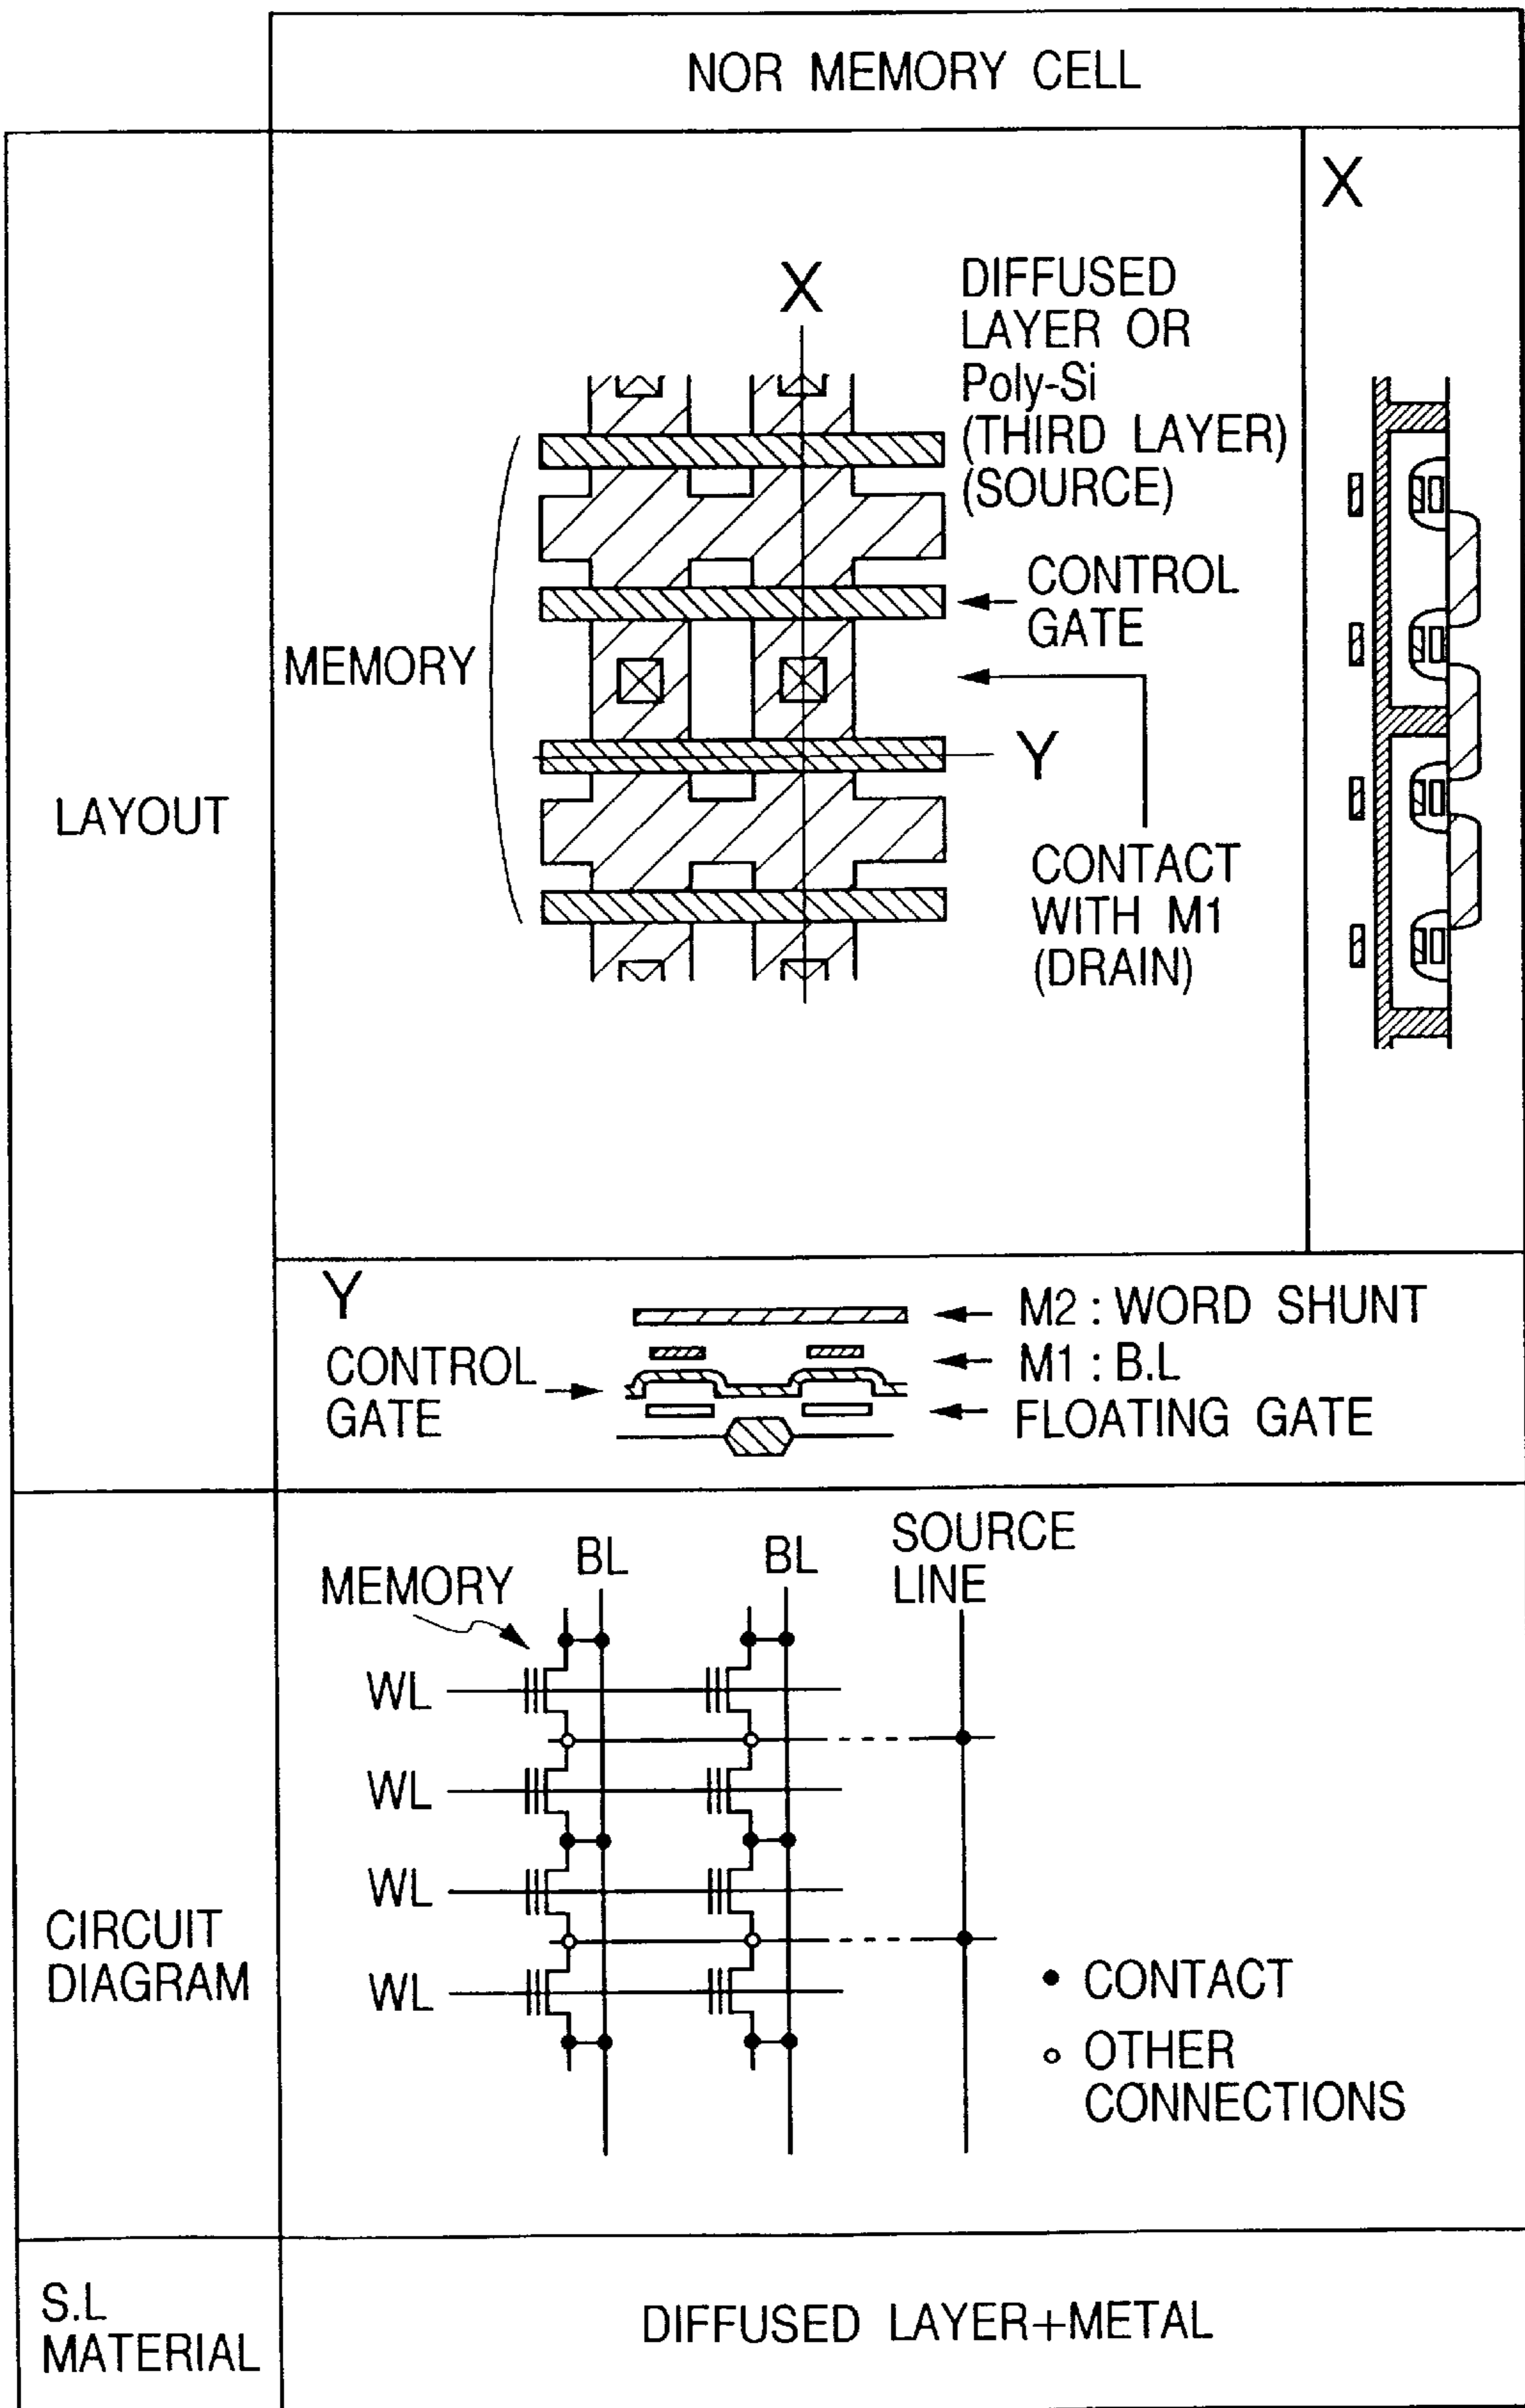 NOR MEMORY CELL
LAYOUT
X
DIFFUSED
LAYER OR
Poly-Si
(THIRD LAYER)
(SOURCE)
CONTROL
GATE
MEMORY
Y
CONTACT
WITH M1
(DRAIN)
X
Y
CONTROL
GATE
M2 : WORD SHUNT
M1 : B.L
FLOATING GATE
CIRCUIT
DIAGRAM
MEMORY
BL
BL
SOURCE
LINE
WL
WL
WL
WL
CONTACT
OTHER
CONNECTIONS
S.L
MATERIAL
DIFFUSED LAYER+METAL